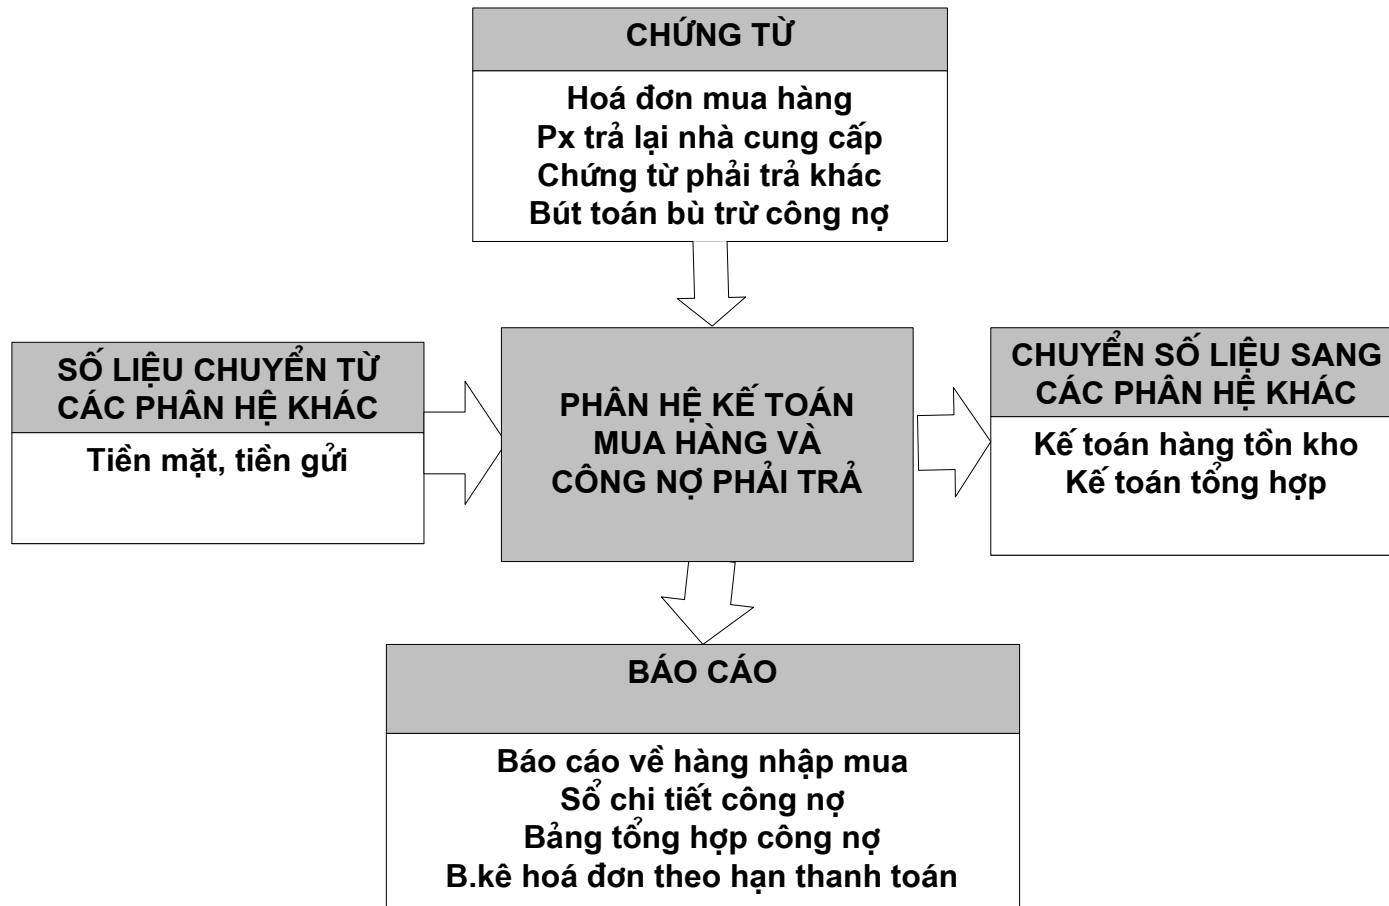 CHỨNG TỪ
Hoá đơn mua hàng
Px trả lại nhà cung cấp
Chứng từ phải trả khác
Bút toán bù trừ công nợ
SỐ LIỆU CHUYỂN TỪ
CÁC PHÂN HỆ KHÁC
Tiền mặt, tiền gửi
PHÂN HỆ KẾ TOÁN
MUA HÀNG VÀ
CÔNG NỢ PHẢI TRẢ
CHUYỂN SỐ LIỆU SANG
CÁC PHÂN HỆ KHÁC
Kế toán hàng tồn kho
Kế toán tổng hợp
BÁO CÁO
Báo cáo về hàng nhập mua
Sổ chi tiết công nợ
Bảng tổng hợp công nợ
B.kê hoá đơn theo hạn thanh toán